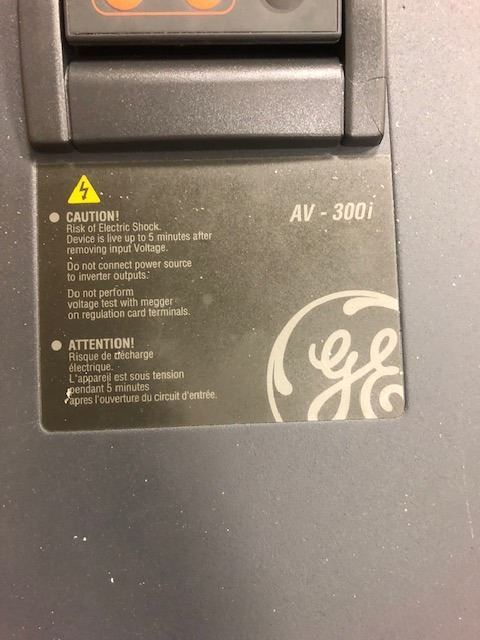 CAUTION!
AV - 300i
Risk of Electric Shock.
Device is live up to 5 minutes after
removing input Voltage.
Do not connect power source
to inverter outputs.
Do not perform
voltage test with megger
on regulation card terminals.
ATTENTION!
Risque de décharge
électrique.
L'appareil est sous tension
pendant 5 minutes
apres l'ouverture du circuit d'entrée.
GE